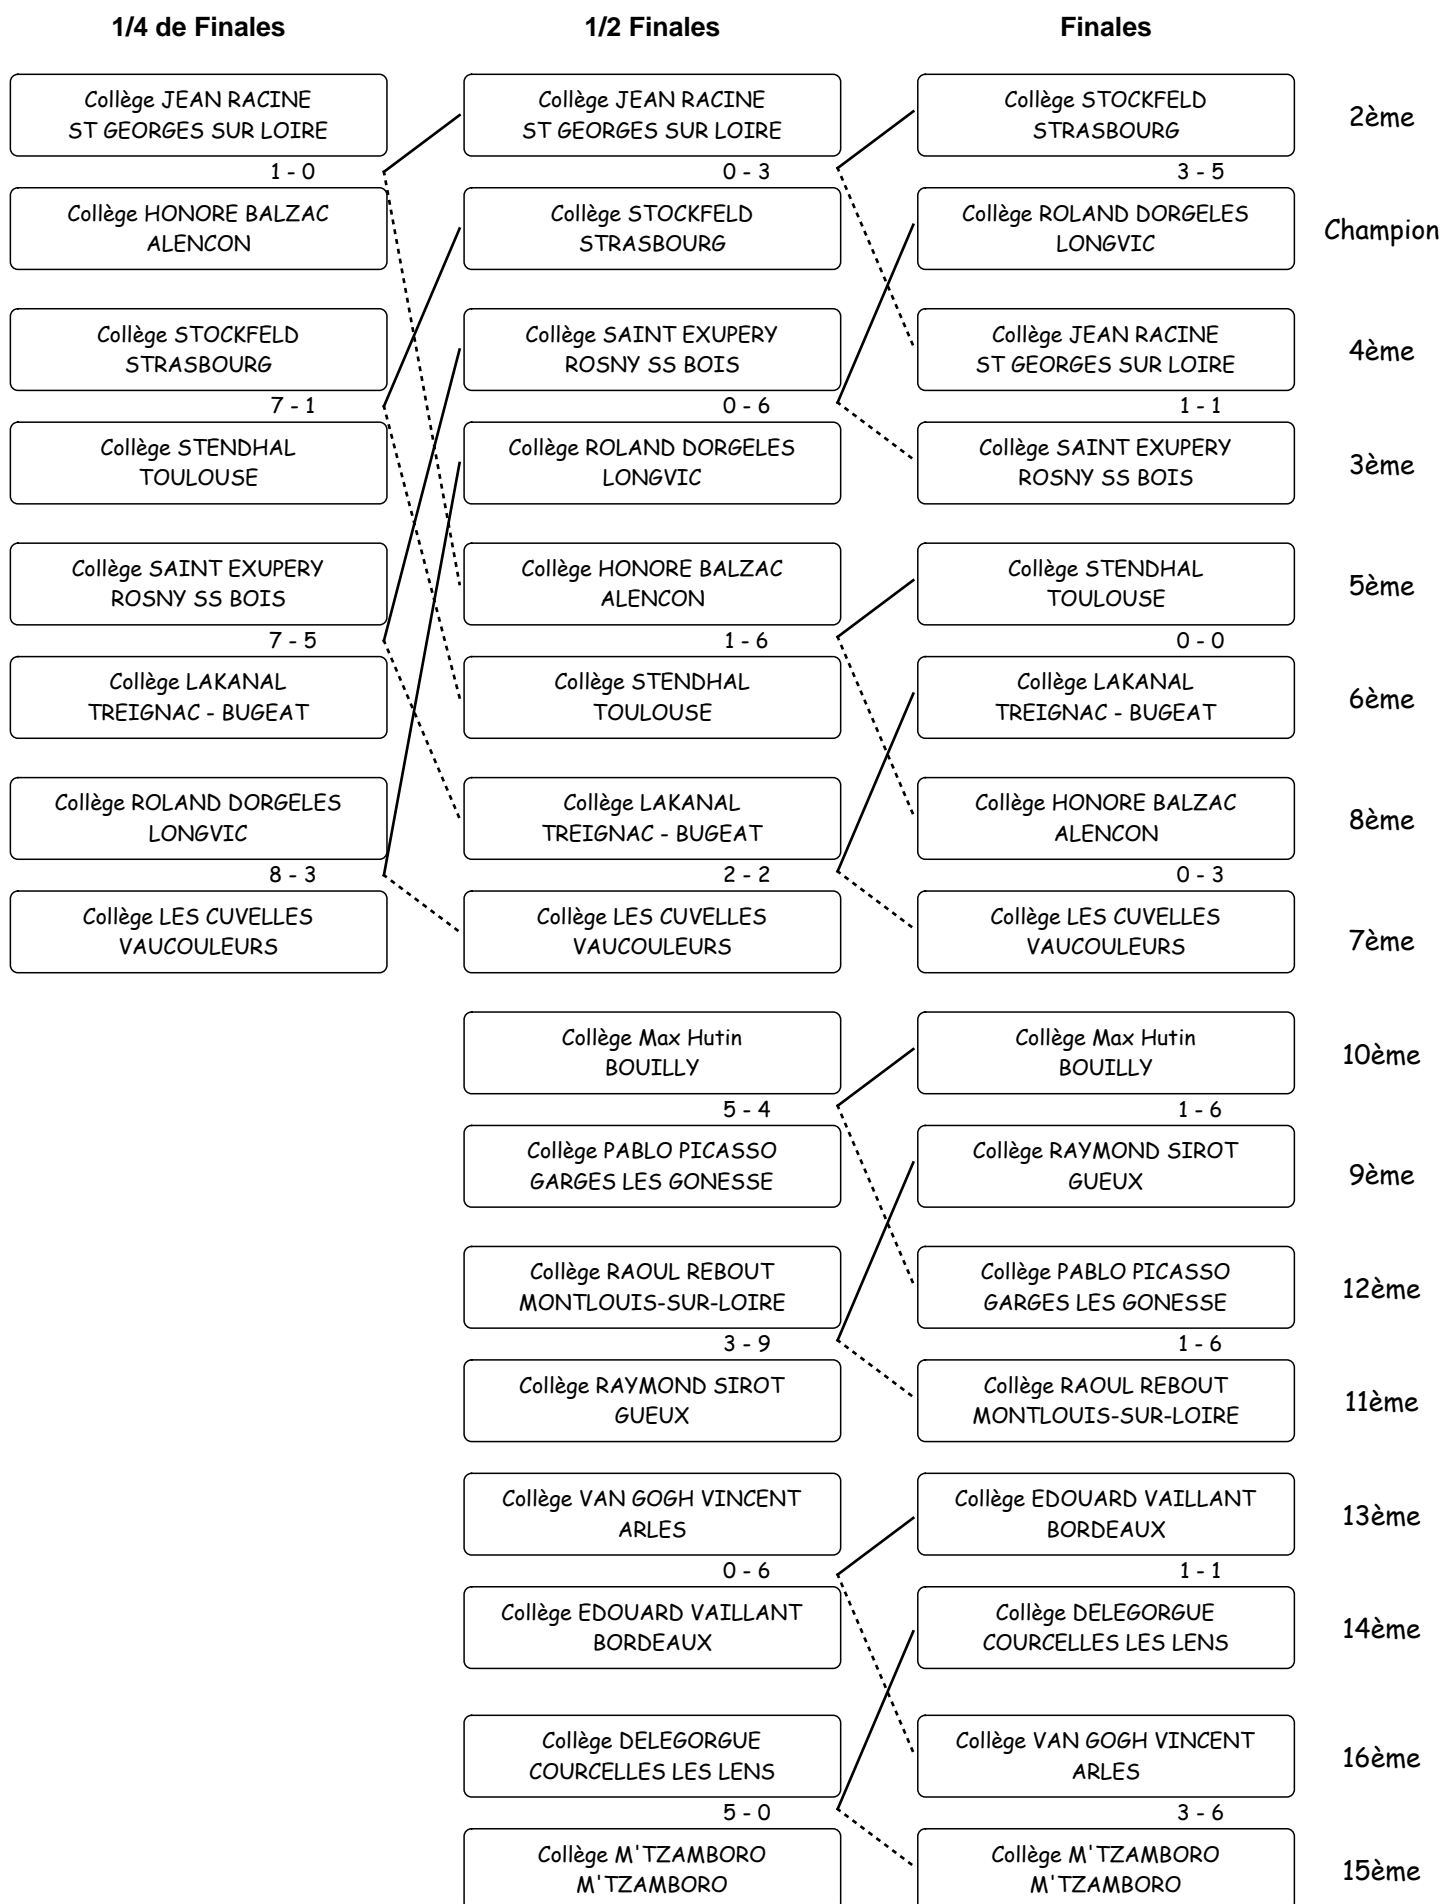 1/4 de Finales
1/2 Finales
Finales
Collège JEAN RACINE
ST GEORGES SUR LOIRE
1 - 0
Collège HONORE BALZAC
ALENCON
Collège STOCKFELD
STRASBOURG
7 - 1
Collège STENDHAL
TOULOUSE
Collège SAINT EXUPERY
ROSNY SS BOIS
7 - 5
Collège LAKANAL
TREIGNAC - BUGEAT
Collège ROLAND DORGELES
LONGVIC
8 - 3
Collège LES CUVELLES
VAUCOULEURS
Collège JEAN RACINE
ST GEORGES SUR LOIRE
0 - 3
Collège STOCKFELD
STRASBOURG
Collège SAINT EXUPERY
ROSNY SS BOIS
0 - 6
Collège ROLAND DORGELES
LONGVIC
Collège HONORE BALZAC
ALENCON
1 - 6
Collège STENDHAL
TOULOUSE
Collège LAKANAL
TREIGNAC - BUGEAT
2 - 2
Collège LES CUVELLES
VAUCOULEURS
Collège Max Hutin
BOUILLY
5 - 4
Collège PABLO PICASSO
GARGES LES GONESSE
Collège RAOUL REBOUT
MONTLOUIS-SUR-LOIRE
3 - 9
Collège RAYMOND SIROT
GUEUX
Collège VAN GOGH VINCENT
ARLES
0 - 6
Collège EDOUARD VAILLANT
BORDEAUX
Collège DELEGORGUE
COURCELLES LES LENS
5 - 0
Collège M'TZAMBORO
M'TZAMBORO
Collège STOCKFELD
STRASBOURG
2ème
3 - 5
Collège ROLAND DORGELES
LONGVIC
Champion
Collège JEAN RACINE
ST GEORGES SUR LOIRE
4ème
1 - 1
Collège SAINT EXUPERY
ROSNY SS BOIS
3ème
Collège STENDHAL
TOULOUSE
5ème
0 - 0
Collège LAKANAL
TREIGNAC - BUGEAT
6ème
Collège HONORE BALZAC
ALENCON
8ème
0 - 3
Collège LES CUVELLES
VAUCOULEURS
7ème
Collège Max Hutin
BOUILLY
10ème
1 - 6
Collège RAYMOND SIROT
GUEUX
9ème
Collège PABLO PICASSO
GARGES LES GONESSE
12ème
1 - 6
Collège RAOUL REBOUT
MONTLOUIS-SUR-LOIRE
11ème
Collège EDOUARD VAILLANT
BORDEAUX
13ème
1 - 1
Collège DELEGORGUE
COURCELLES LES LENS
14ème
Collège VAN GOGH VINCENT
ARLES
16ème
3 - 6
Collège M'TZAMBORO
M'TZAMBORO
15ème